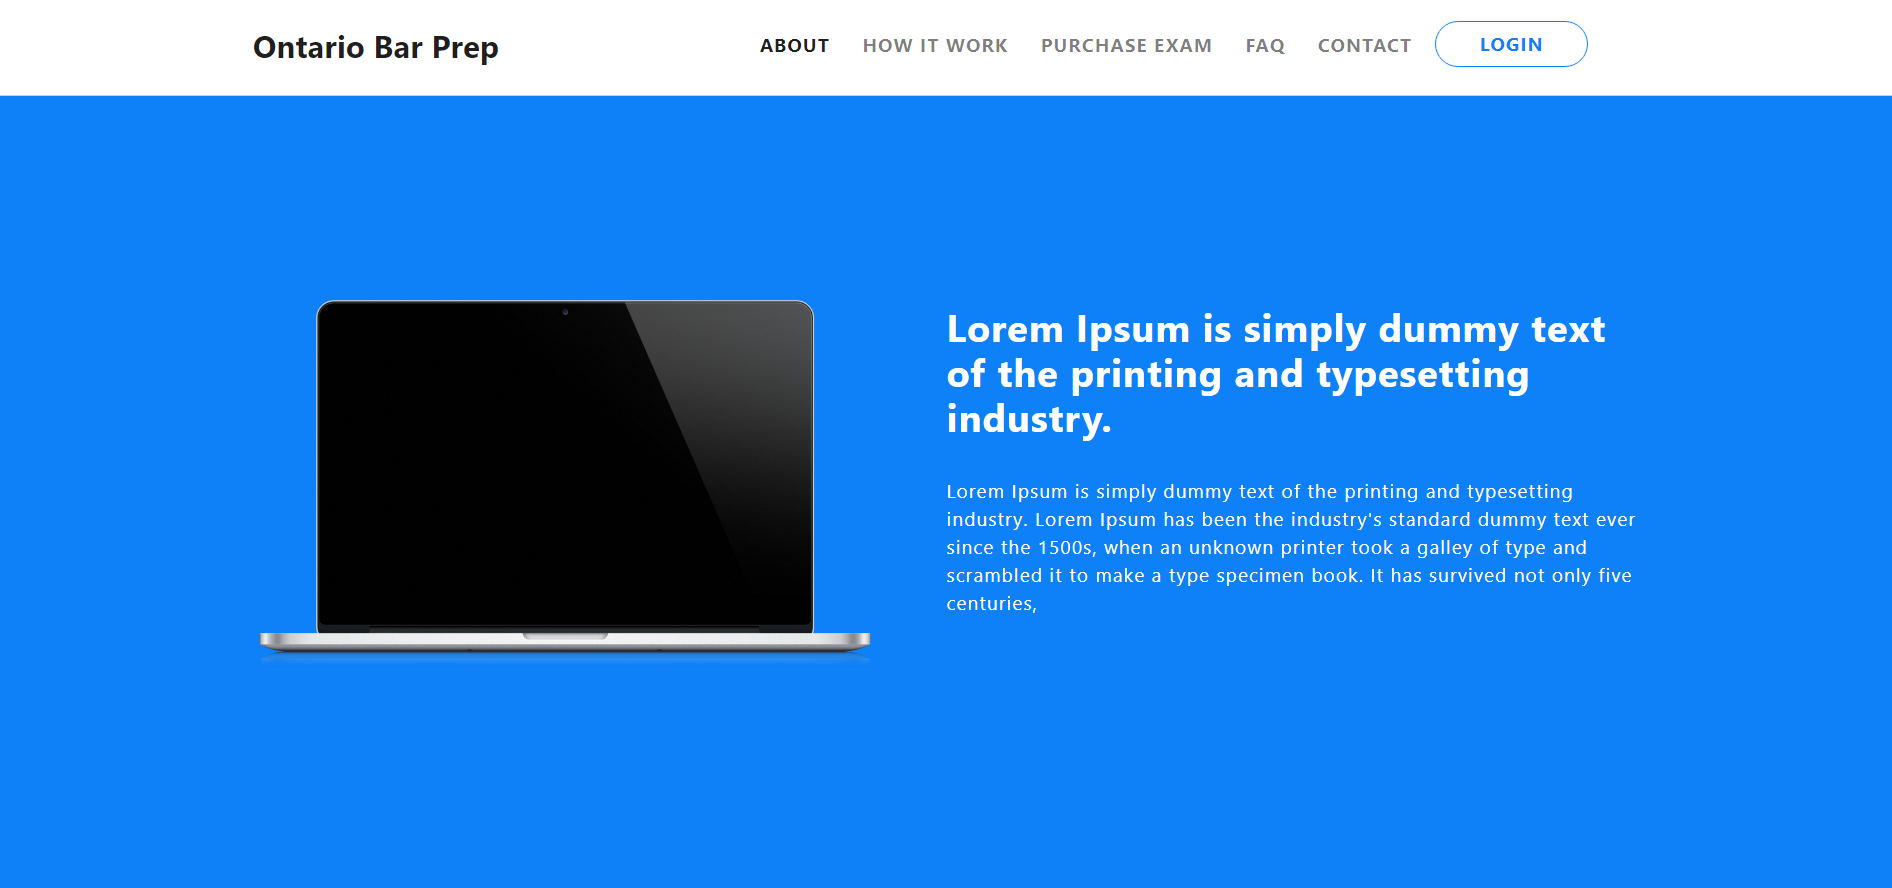 Ontario Bar Prep
ABOUT HOW IT WORK PURCHASE EXAM FAQ CONTACT LOGIN
Lorem Ipsum is simply dummy text
of the printing and typesetting
industry.
Lorem Ipsum is simply dummy text of the printing and typesetting
industry. Lorem Ipsum has been the industry's standard dummy text ever
since the 1500s, when an unknown printer took a galley of type and
scrambled it to make a type specimen book. It has survived not only five
centuries,